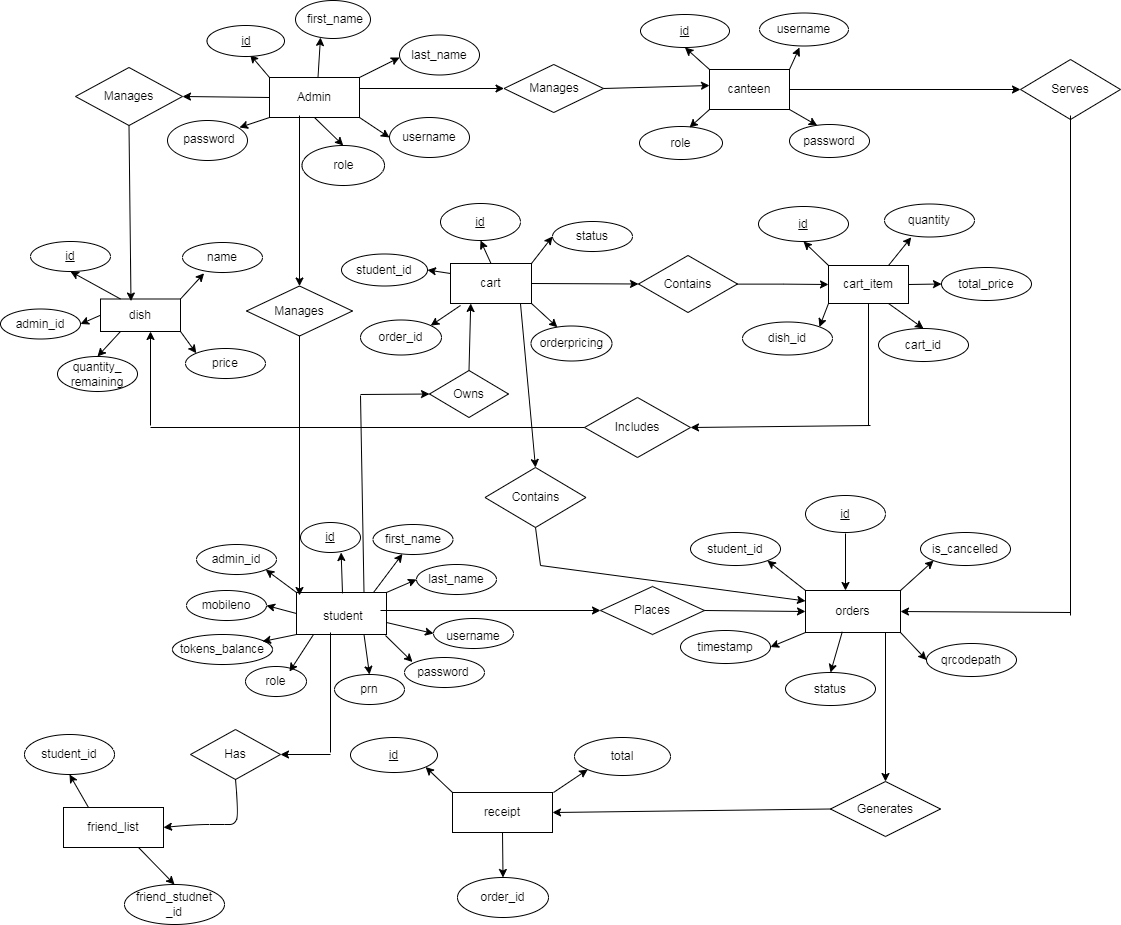 first_name
id
last_name
id
username
Manages
Admin
Manages
canteen
Serves
password
role
username
role
password
id
status
id
quantity
id
name
student_id
cart
Contains
cart_item
total_price
admin_id
dish
Manages
order_id
orderpricing
dish_id
cart_id
quantity_
remaining
price
Owns
Includes
Contains
id
id
first_name
admin_id
student_id
is_cancelled
last_name
mobileno
student
Places
orders
username
tokens_balance
timestamp
qrcodepath
role
prn
password
status
student_id
Has
id
total
friend_list
receipt
Generates
friend_studnet
_id
order_id